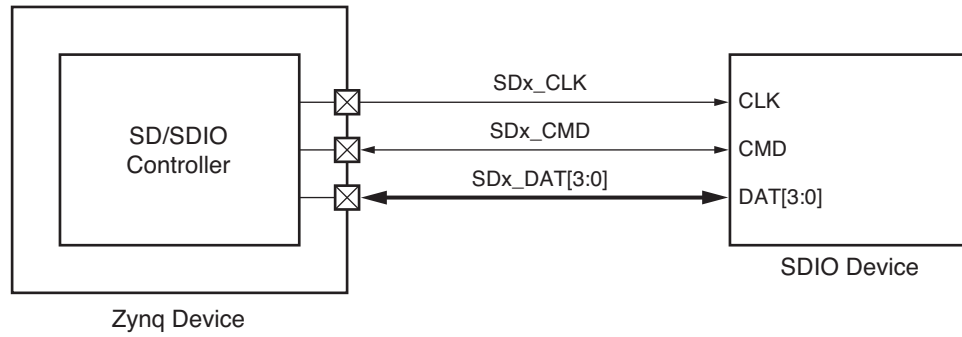 SD/SDIO
Controller
SDx_CLK
SDx_CMD
SDx_DAT[3:0]
CLK
CMD
DAT[3:0]
SDIO Device
Zynq Device